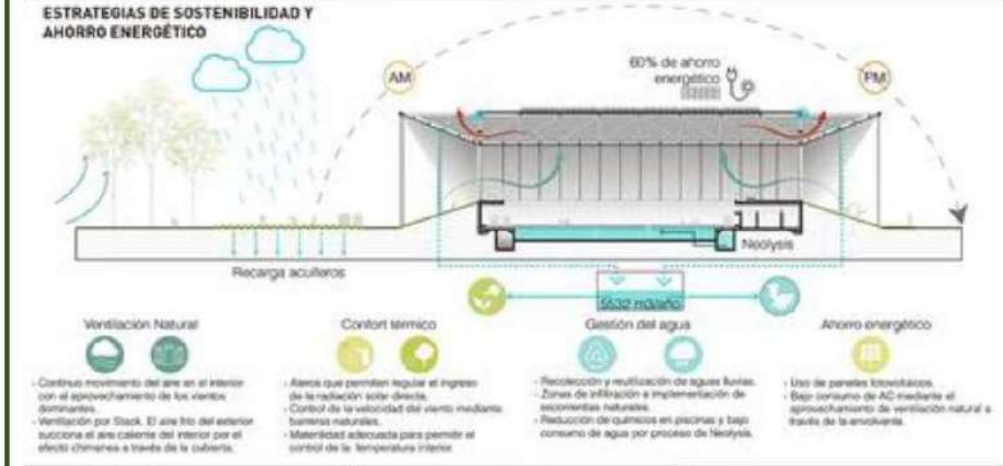 ESTRATEGIAS DE SOSTENIBILIDAD Y
AHORRO ENERGÉTICO
AM
60% de ahorro
energético
PM
Neolysis
Recarga acuíferos
5532 m3/año
Ventilación Natural
- Continuo movimiento del aire en el interior
con el aprovechamiento de los vientos
dominantes.
- Ventilación por Stack. El aire frío del exterior
succiona el aire caliente del interior por el
efecto chimenea a través de la cubierta.
Confort térmico
- Aleros que permiten regular el ingreso
de la radiación solar directa.
- Control de la velocidad del viento mediante
barreras naturales.
- Materialidad adecuada para permitir el
control de la temperatura interior.
Gestión del agua
- Recolección y reutilización de aguas lluvias.
- Zonas de infiltración e implementación de
escorrentías naturales.
- Reducción de químicos en piscinas y bajo
consumo de agua por proceso de Neolysis.
Ahorro energético
- Uso de paneles fotovoltaicos.
- Bajo consumo de AC mediante el
aprovechamiento de ventilación natural a
través de la envolvente.